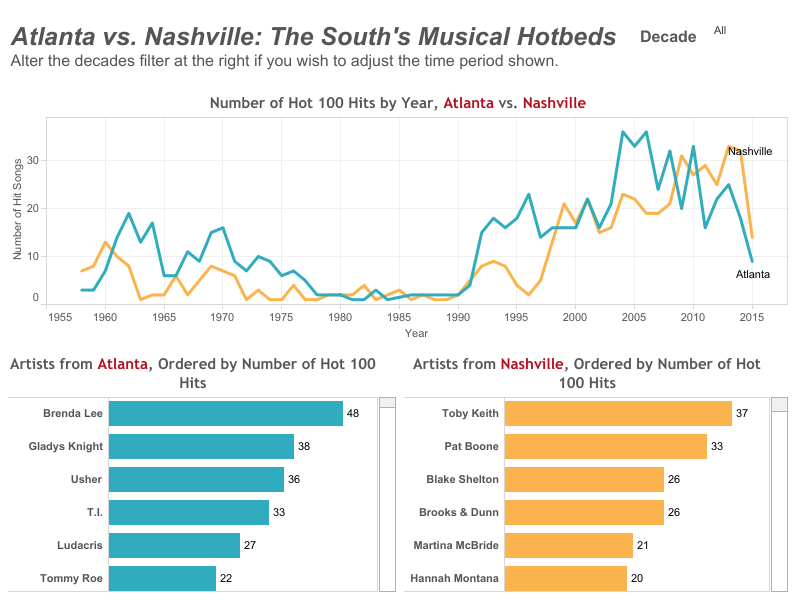 Atlanta vs. Nashville: The South's Musical Hotbeds
Decade
All
Alter the decades filter at the right if you wish to adjust the time period shown.
Number of Hot 100 Hits by Year, Atlanta vs. Nashville
Number of Hit Songs
30
20
10
0
Nashville
Atlanta
1955 1960 1965 1970 1975 1980 1985 1990 1995 2000 2005 2010 2015
Year
Artists from Atlanta, Ordered by Number of Hot 100
Hits
Brenda Lee 48
Gladys Knight 38
Usher 36
T.I. 33
Ludacris 27
Tommy Roe 22
Artists from Nashville, Ordered by Number of Hot
100 Hits
Toby Keith 37
Pat Boone 33
Blake Shelton 26
Brooks & Dunn 26
Martina McBride 21
Hannah Montana 20